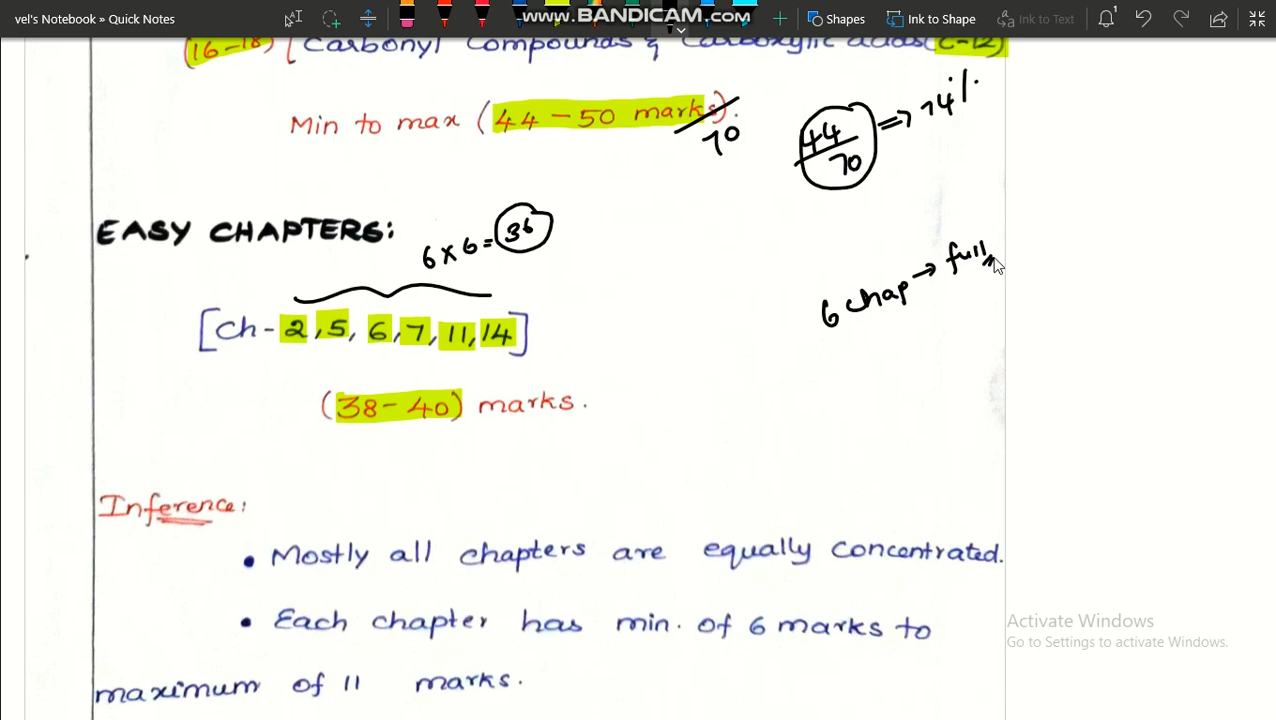 vel's Notebook » Quick Notes
www.BANDICAM.com
Shapes
Ink to Shape
Ink to Text
(16-18) [Carbonyl Compounds & Carboxylic acids (C-12)
Min to max (44 - 50 marks).
70
44/70 => 74%.
EASY CHAPTERS:
6 x 6 = 36
6 chap → full
[Ch- 2, 5, 6, 7, 11, 14]
(38- 40) marks.
Inference:
• Mostly all chapters are equally concentrated.
• Each chapter has min. of 6 marks to
maximum of 11 marks.
Activate Windows
Go to Settings to activate Windows.